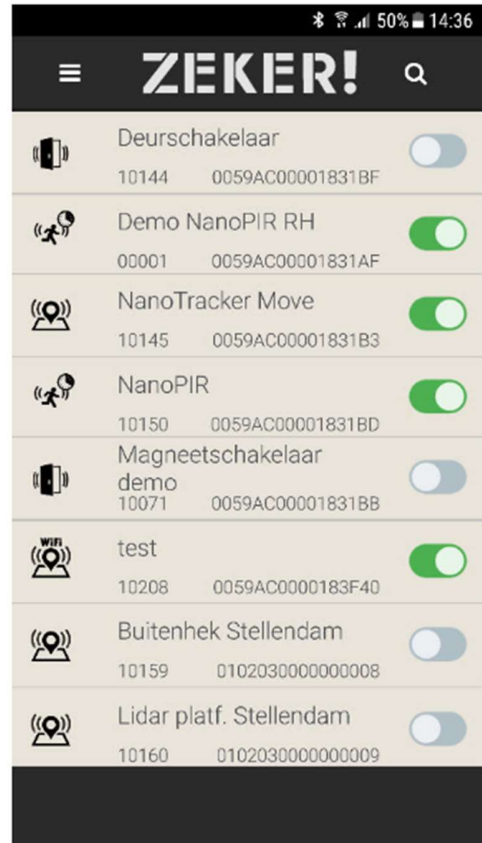 50% 14:36
ZEKER!
Deurschakelaar
10144 0059AC00001831BF
Demo NanoPIR RH
00001 0059AC00001831AF
NanoTracker Move
10145 0059AC00001831B3
NanoPIR
10150 0059AC00001831BD
Magneetschakelaar
demo
10071 0059AC00001831BB
WiFi
test
10208 0059AC0000183F40
Buitenhek Stellendam
10159 0102030000000008
Lidar platf. Stellendam
10160 0102030000000009